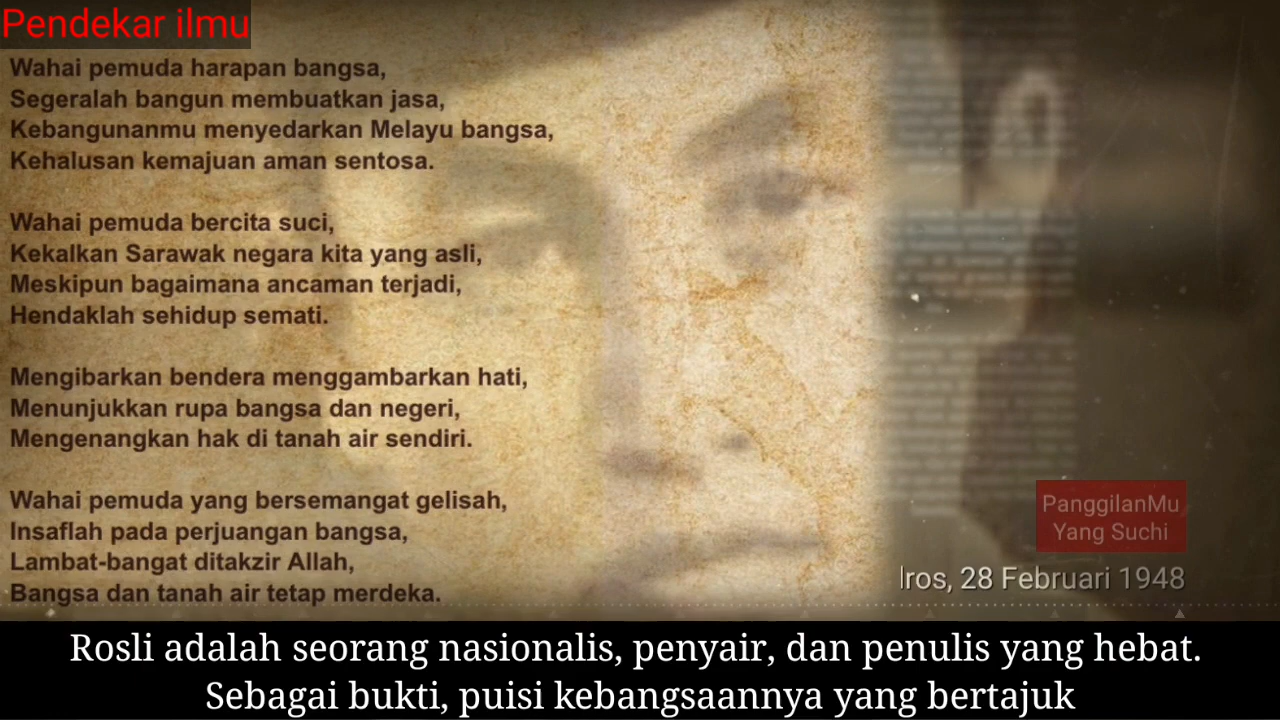 Pendekar ilmu
Wahai pemuda harapan bangsa,
Segeralah bangun membuatkan jasa,
Kebangunanmu menyedarkan Melayu bangsa,
Kehalusan kemajuan aman sentosa.
Wahai pemuda bercita suci,
Kekalkan Sarawak negara kita yang asli,
Meskipun bagaimana ancaman terjadi,
Hendaklah sehidup semati.
Mengibarkan bendera menggambarkan hati,
Menunjukkan rupa bangsa dan negeri,
Mengenangkan hak di tanah air sendiri.
Wahai pemuda yang bersemangat gelisah,
Insaflah pada perjuangan bangsa,
Lambat-bangat ditakzir Allah,
Bangsa dan tanah air tetap merdeka.
PanggilanMu
Yang Suchi
28 Februari 1948
Rosli adalah seorang nasionalis, penyair, dan penulis yang hebat.
Sebagai bukti, puisi kebangsaannya yang bertajuk